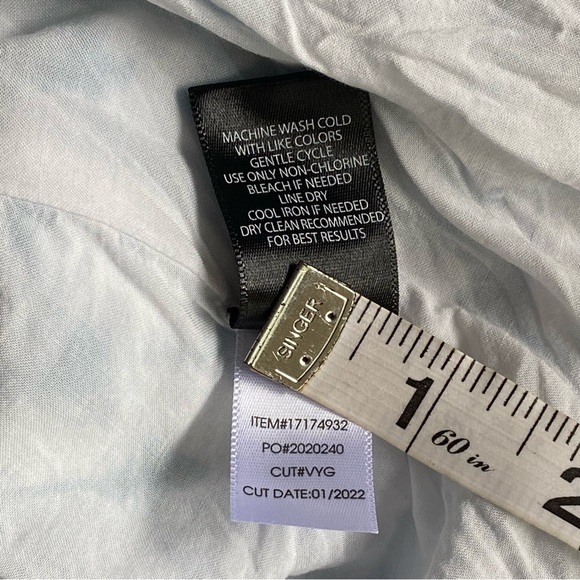 MACHINE WASH COLD
WITH LIKE COLORS
GENTLE CYCLE
USE ONLY NON-CHLORINE
BLEACH IF NEEDED
LINE DRY
COOL IRON IF NEEDED
DRY CLEAN RECOMMENDED
FOR BEST RESULTS
SINGER
1
60 in
2
ITEM#17174932
PO#2020240
CUT#VYG
CUT DATE:01/2022